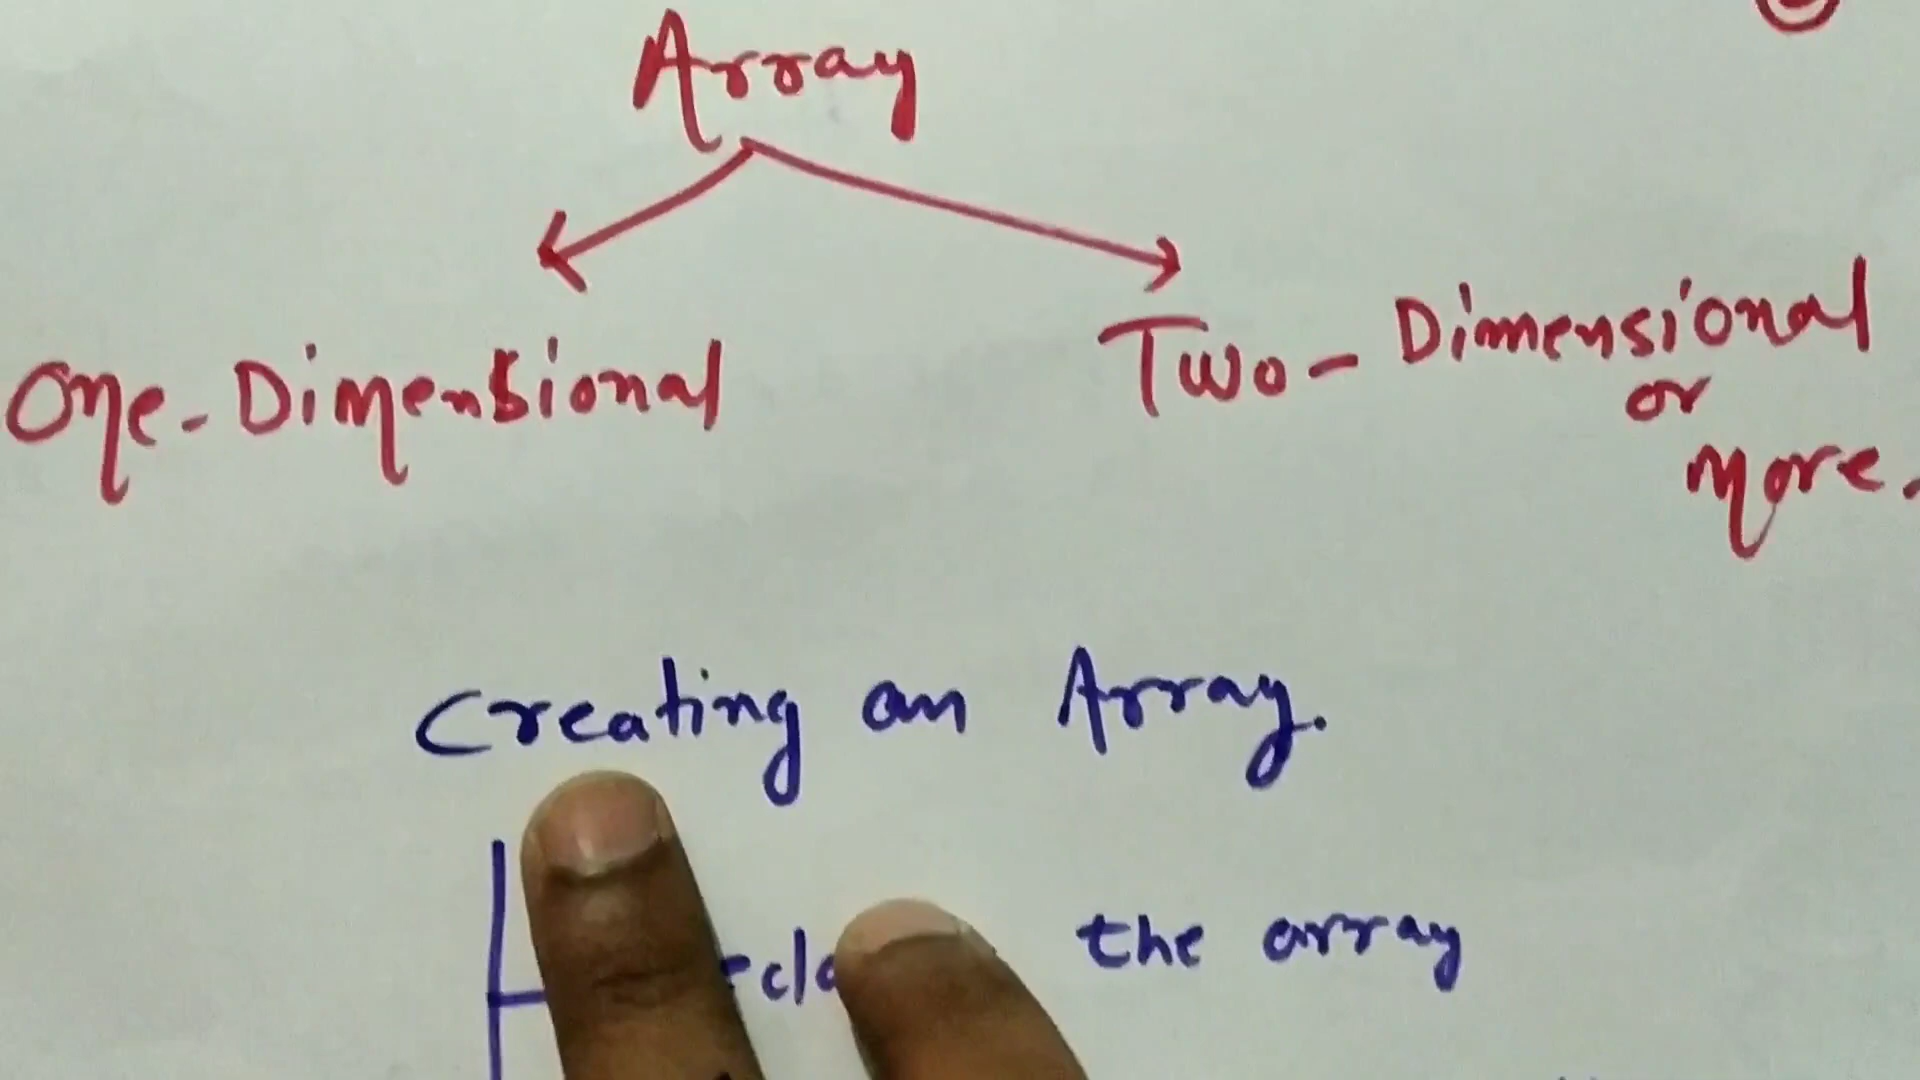 Array
One-Dimensional
Two-Dimensional
or
more.
Creating an Array.
the array